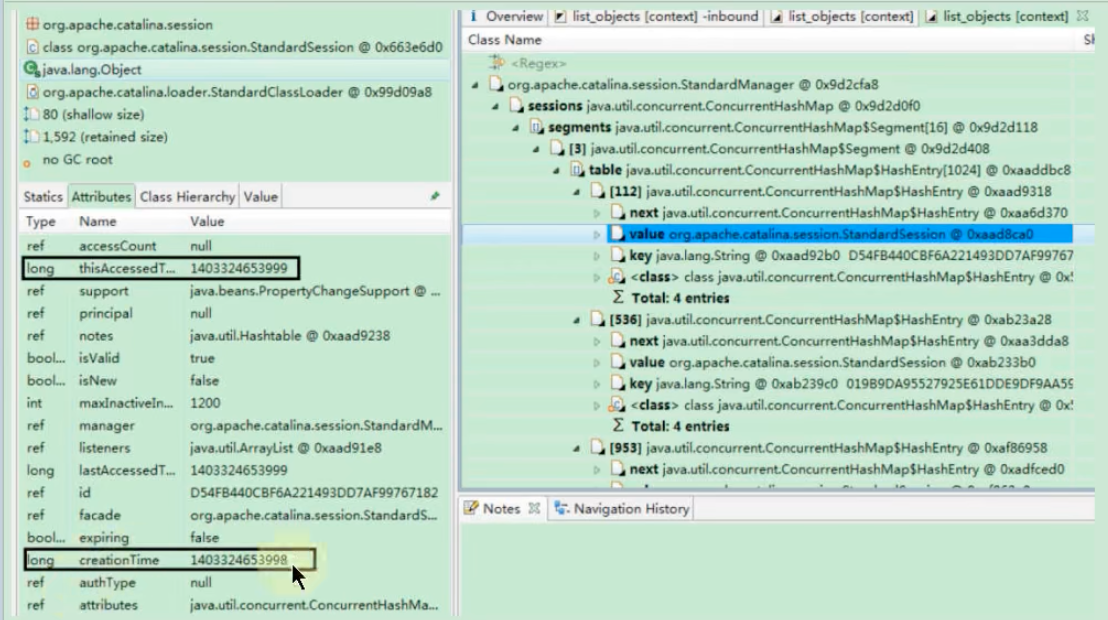 org.apache.catalina.session
class org.apache.catalina.session.StandardSession @ 0x663e6d0
java.lang.Object
org.apache.catalina.loader.StandardClassLoader @ 0x99d09a8
80 (shallow size)
1,592 (retained size)
no GC root
Statics Attributes Class Hierarchy Value
Type Name Value
ref accessCount null
long thisAccessedT... 1403324653999
ref support java.beans.PropertyChangeSupport @ ...
ref principal null
ref notes java.util.Hashtable @ 0xaad9238
bool... isValid true
bool... isNew false
int maxInactiveIn... 1200
ref manager org.apache.catalina.session.StandardM...
ref listeners java.util.ArrayList @ 0xaad91e8
long lastAccessedT... 1403324653999
ref id D54FB440CBF6A221493DD7AF99767182
ref facade org.apache.catalina.session.StandardS...
bool... expiring false
long creationTime 1403324653998
ref authType null
ref attributes java.util.concurrent.ConcurrentHashMa...
i Overview list_objects [context] -inbound list_objects [context] list_objects [context]
Class Name Sh
<Regex>
org.apache.catalina.session.StandardManager @ 0x9d2cfa8
sessions java.util.concurrent.ConcurrentHashMap @ 0x9d2d0f0
segments java.util.concurrent.ConcurrentHashMap$Segment[16] @ 0x9d2d118
[3] java.util.concurrent.ConcurrentHashMap$Segment @ 0x9d2d408
table java.util.concurrent.ConcurrentHashMap$HashEntry[1024] @ 0xaaddbc8
[112] java.util.concurrent.ConcurrentHashMap$HashEntry @ 0xaad9318
next java.util.concurrent.ConcurrentHashMap$HashEntry @ 0xaa6d370
value org.apache.catalina.session.StandardSession @ 0xaad8ca0
key java.lang.String @ 0xaad92b0 D54FB440CBF6A221493DD7AF99767
<class> class java.util.concurrent.ConcurrentHashMap$HashEntry @ 0x5
Σ Total: 4 entries
[536] java.util.concurrent.ConcurrentHashMap$HashEntry @ 0xab23a28
next java.util.concurrent.ConcurrentHashMap$HashEntry @ 0xaa3dda8
value org.apache.catalina.session.StandardSession @ 0xab233b0
key java.lang.String @ 0xab239c0 019B9DA95527925E61DDE9DF9AA59
<class> class java.util.concurrent.ConcurrentHashMap$HashEntry @ 0x5
Σ Total: 4 entries
[953] java.util.concurrent.ConcurrentHashMap$HashEntry @ 0xaf86958
next java.util.concurrent.ConcurrentHashMap$HashEntry @ 0xadfced0
Notes Navigation History